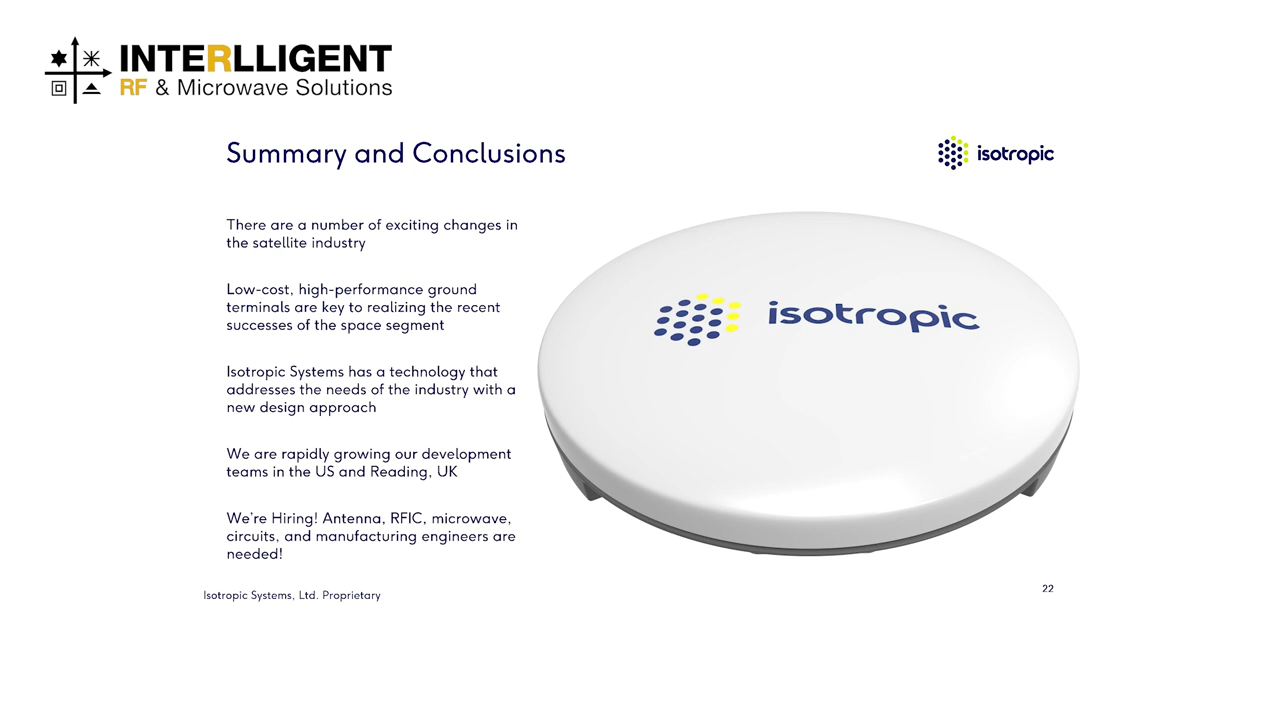 INTERLLIGENT
RF & Microwave Solutions
Summary and Conclusions
isotropic
There are a number of exciting changes in
the satellite industry
Low-cost, high-performance ground
terminals are key to realizing the recent
successes of the space segment
Isotropic Systems has a technology that
addresses the needs of the industry with a
new design approach
We are rapidly growing our development
teams in the US and Reading, UK
We’re Hiring! Antenna, RFIC, microwave,
circuits, and manufacturing engineers are
needed!
isotropic
Isotropic Systems, Ltd. Proprietary
22